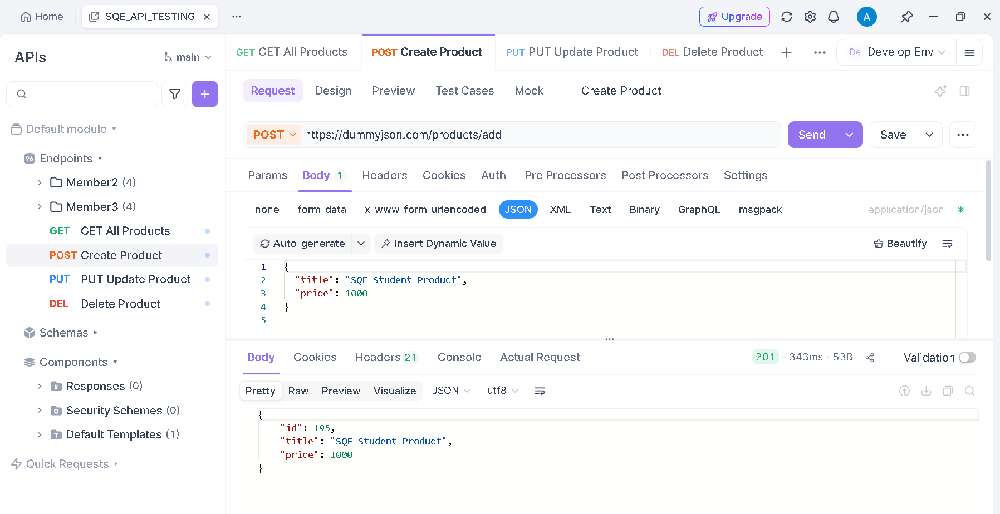 Home
SQE_API_TESTING
Upgrade
A
APIs
main
GET GET All Products
POST Create Product
PUT PUT Update Product
DEL Delete Product
De Develop Env
Request
Design
Preview
Test Cases
Mock
Create Product
Default module
POST
https://dummyjson.com/products/add
Send
Save
Endpoints
Member2 (4)
Member3 (4)
GET GET All Products
POST Create Product
PUT PUT Update Product
DEL Delete Product
Schemas
Components
Responses (0)
Security Schemes (0)
Default Templates (1)
Quick Requests
Params
Body 1
Headers
Cookies
Auth
Pre Processors
Post Processors
Settings
none
form-data
x-www-form-urlencoded
JSON
XML
Text
Binary
GraphQL
msgpack
application/json
*
Auto-generate
Insert Dynamic Value
Beautify
1 {
2 "title": "SQE Student Product",
3 "price": 1000
4 }
5
Body
Cookies
Headers 21
Console
Actual Request
201 · 343ms · 53B
Validation
Pretty
Raw
Preview
Visualize
JSON
utf8
{
"id": 195,
"title": "SQE Student Product",
"price": 1000
}